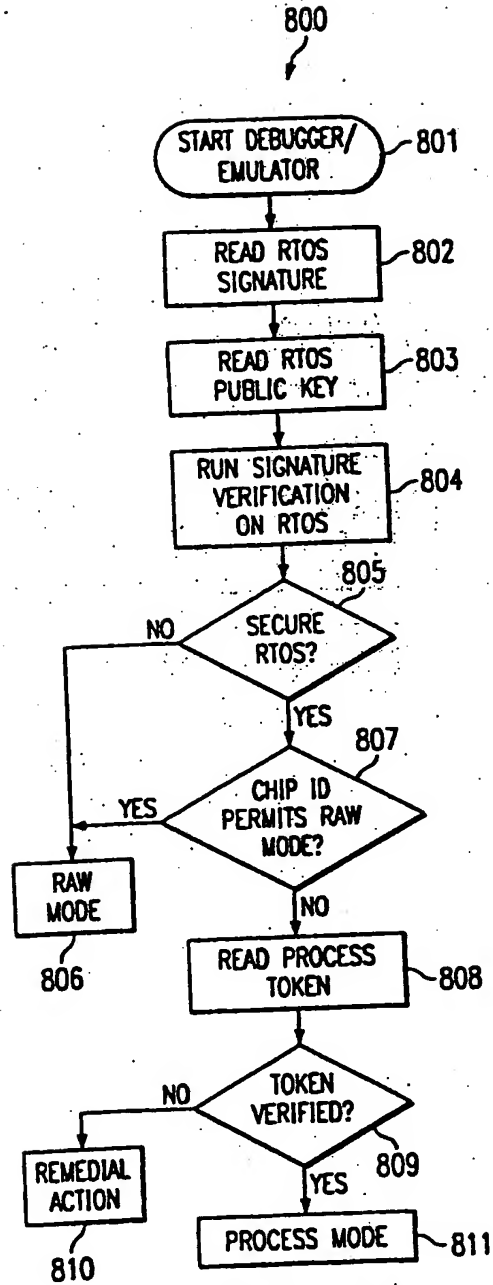 800
START DEBUGGER/
EMULATOR
801
READ RTOS
SIGNATURE
802
READ RTOS
PUBLIC KEY
803
RUN SIGNATURE
VERIFICATION
ON RTOS
804
805
SECURE
RTOS?
NO
YES
807
CHIP ID
PERMITS RAW
MODE?
YES
RAW
MODE
806
NO
READ PROCESS
TOKEN
808
TOKEN
VERIFIED?
809
NO
REMEDIAL
ACTION
810
YES
PROCESS MODE
811